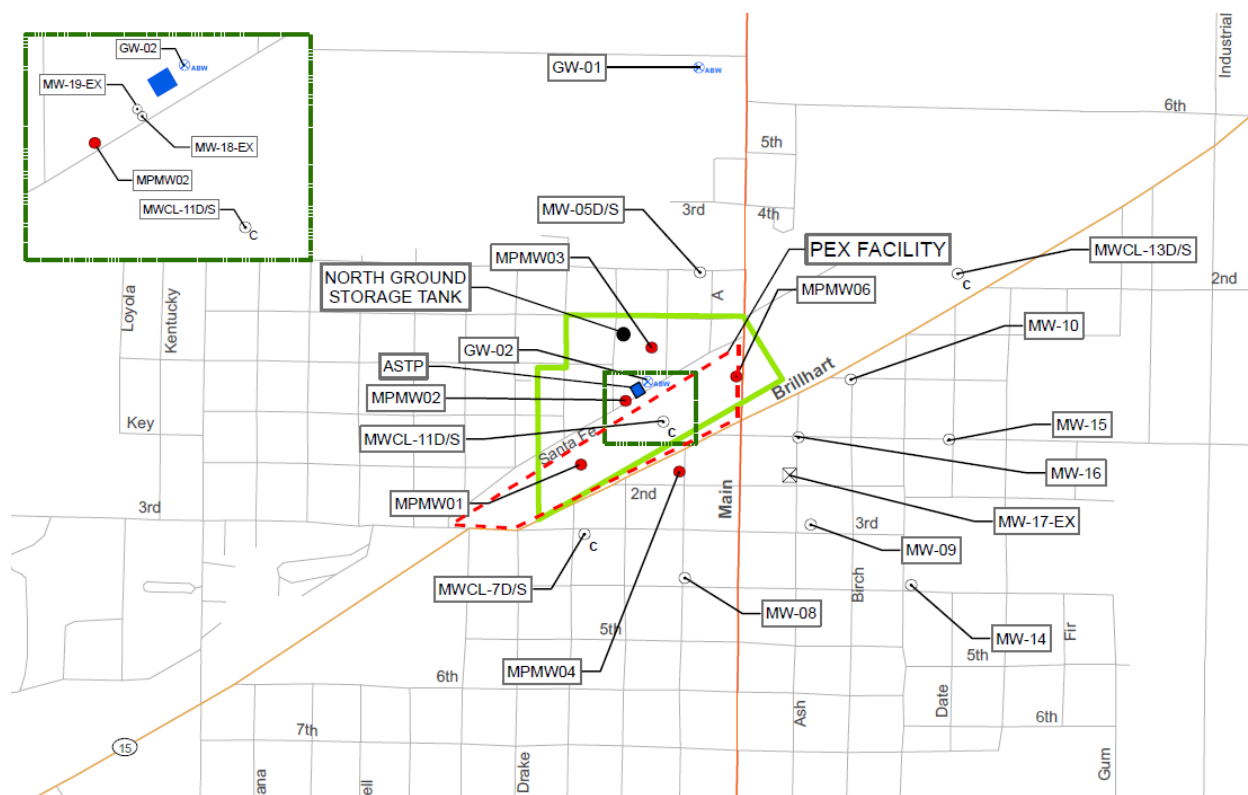 GW-02
ABW
MW-19-EX
MW-18-EX
MPMW02
MWCL-11D/S
C
GW-01
ABW
Industrial
6th
5th
4th
3rd
MW-05D/S
PEX FACILITY
MWCL-13D/S
C
2nd
MPMW03
MPMW06
NORTH GROUND
STORAGE TANK
A
Loyola
Kentucky
MW-10
GW-02
ABW
ASTP
MPMW02
Brillhart
Key
MWCL-11D/S
C
Santa Fe
MW-15
MW-16
MPMW01
2nd
Main
3rd
MW-17-EX
3rd
MW-09
C
MWCL-7D/S
Birch
MW-08
MW-14
Fir
5th
5th
MPMW04
6th
Ash
Date
6th
7th
15
Drake
Gum
ana
ell